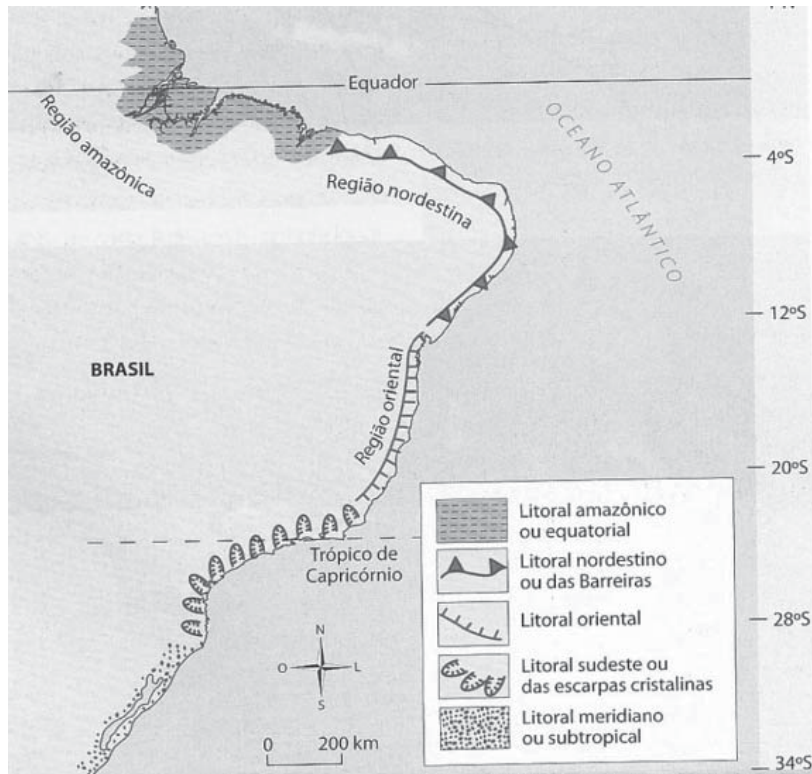 Equador
OCEANO ATLÂNTICO
Região amazônica
4ºS
Região nordestina
12ºS
BRASIL
Região oriental
20ºS
Trópico de
Capricórnio
28ºS
N
O
L
S
0 200 km
34ºS
Litoral amazônico
ou equatorial
Litoral nordestino
ou das Barreiras
Litoral oriental
Litoral sudeste ou
das escarpas cristalinas
Litoral meridiano
ou subtropical